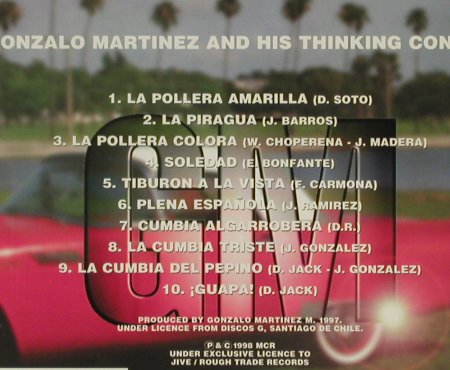 ONZALO MARTINEZ AND HIS THINKING CON
GM
1. LA POLLERA AMARILLA (D. SOTO)
2. LA PIRAGUA (J. BARROS)
3. LA POLLERA COLORA (W. CHOPERENA - J. MADERA)
4. SOLEDAD (E. BONFANTE)
5. TIBURON A LA VISTA (F. CARMONA)
6. PLENA ESPAÑOLA (J. RAMIREZ)
7. CUMBIA ALGARROBERA (D.R.)
8. LA CUMBIA TRISTE (J. GONZALEZ)
9. LA CUMBIA DEL PEPINO (D. JACK - J. GONZALEZ)
10. ¡GUAPA! (D. JACK)
PRODUCED BY GONZALO MARTINEZ M. 1997.
UNDER LICENCE FROM DISCOS G, SANTIAGO DE CHILE.
Ⓟ & © 1998 MCR
UNDER EXCLUSIVE LICENCE TO
JIVE / ROUGH TRADE RECORDS